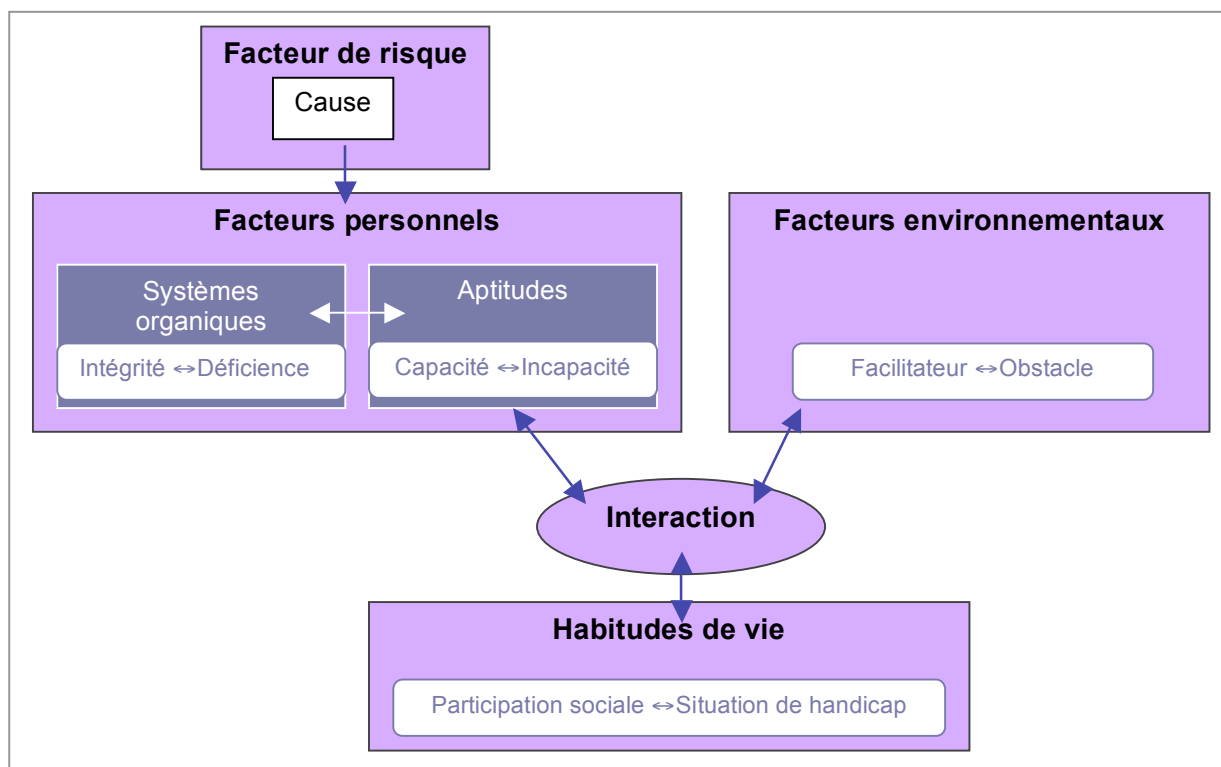 Facteur de risque
Cause
Facteurs personnels
Systèmes
organiques
Intégrité ↔Déficience
Aptitudes
Capacité ↔Incapacité
Facteurs environnementaux
Facilitateur ↔Obstacle
Interaction
Habitudes de vie
Participation sociale ↔Situation de handicap